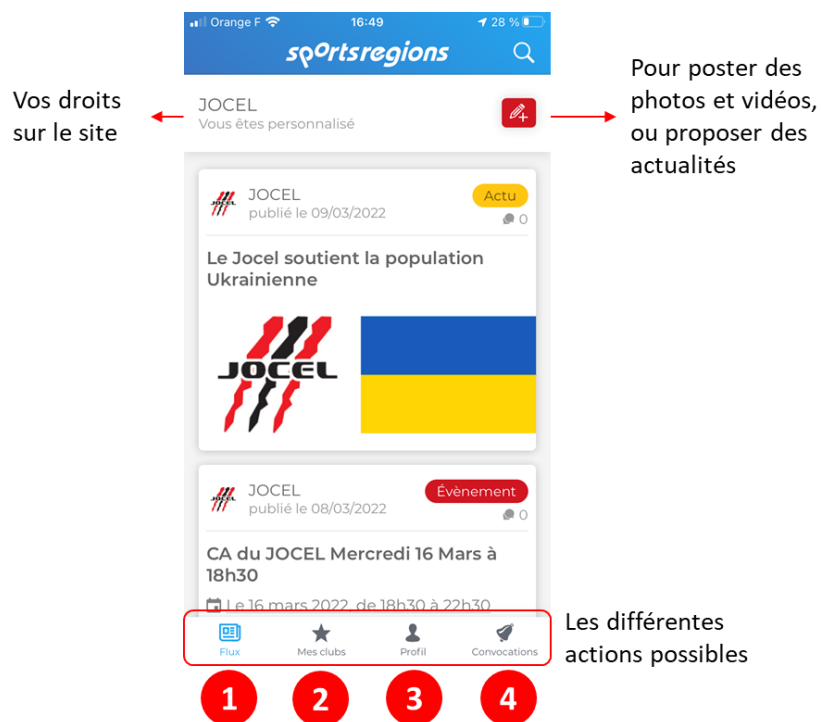 Orange F 16:49 28 %
sportsregions
JOCEL
Vous êtes personnalisé
Vos droits
sur le site
Pour poster des
photos et vidéos,
ou proposer des
actualités
JOCEL
JOCEL
publié le 09/03/2022
Actu
0
Le Jocel soutient la population
Ukrainienne
JOCEL
JOCEL
JOCEL
publié le 08/03/2022
Évènement
0
CA du JOCEL Mercredi 16 Mars à
18h30
Le 16 mars 2022, de 18h30 à 22h30
Flux
Mes clubs
Profil
Convocations
Les différentes
actions possibles
1
2
3
4